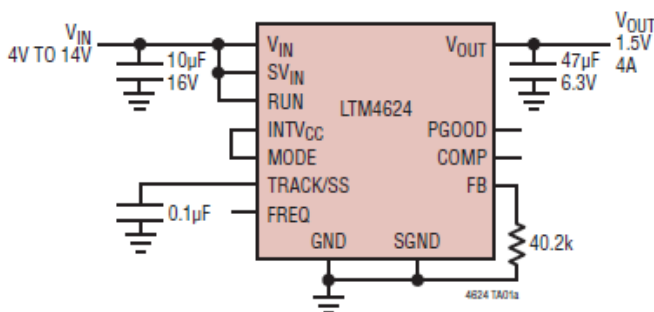 VIN
4V TO 14V
10µF
16V
VIN
SVIN
RUN
INTVCC
MODE
TRACK/SS
FREQ
0.1µF
LTM4624
GND
SGND
VOUT
PGOOD
COMP
FB
47µF
6.3V
VOUT
1.5V
4A
40.2k
4624 TA01a